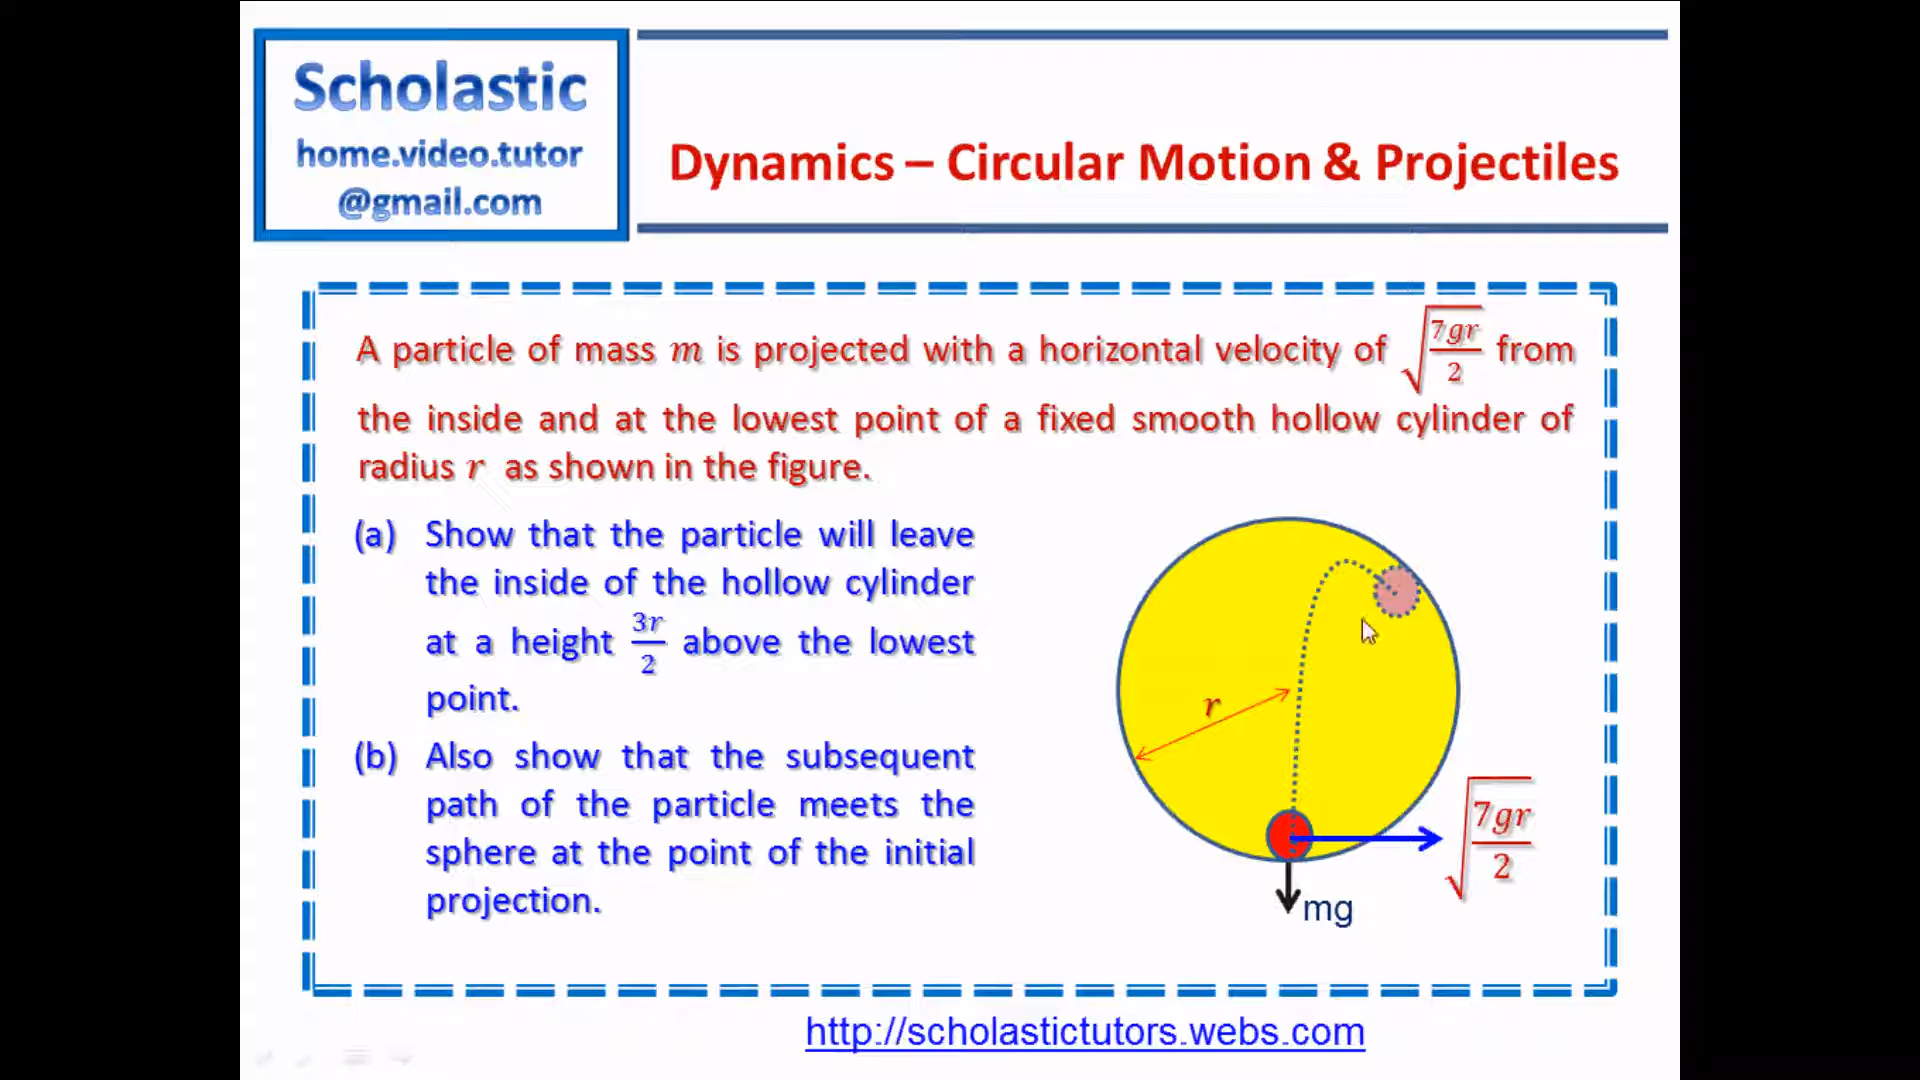 Scholastic
home.video.tutor
@gmail.com
Dynamics – Circular Motion & Projectiles
A particle of mass m is projected with a horizontal velocity of √(7gr/2) from
the inside and at the lowest point of a fixed smooth hollow cylinder of
radius r as shown in the figure.
(a) Show that the particle will leave
the inside of the hollow cylinder
at a height 3r/2 above the lowest
point.
(b) Also show that the subsequent
path of the particle meets the
sphere at the point of the initial
projection.
r
√(7gr/2)
mg
http://scholastictutors.webs.com